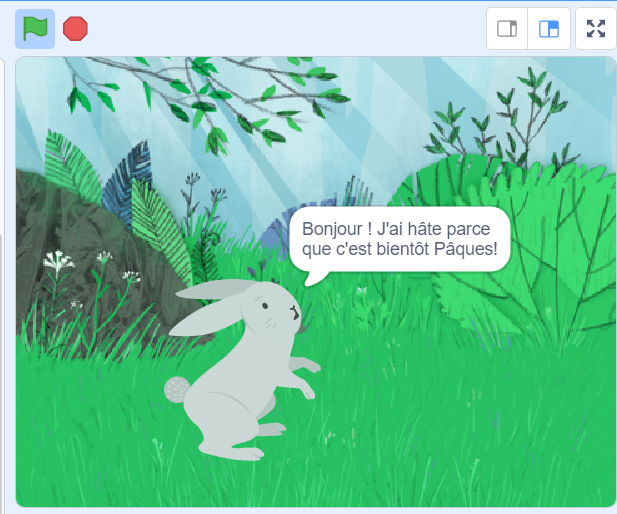 Bonjour ! J'ai hâte parce
que c'est bientôt Pâques!